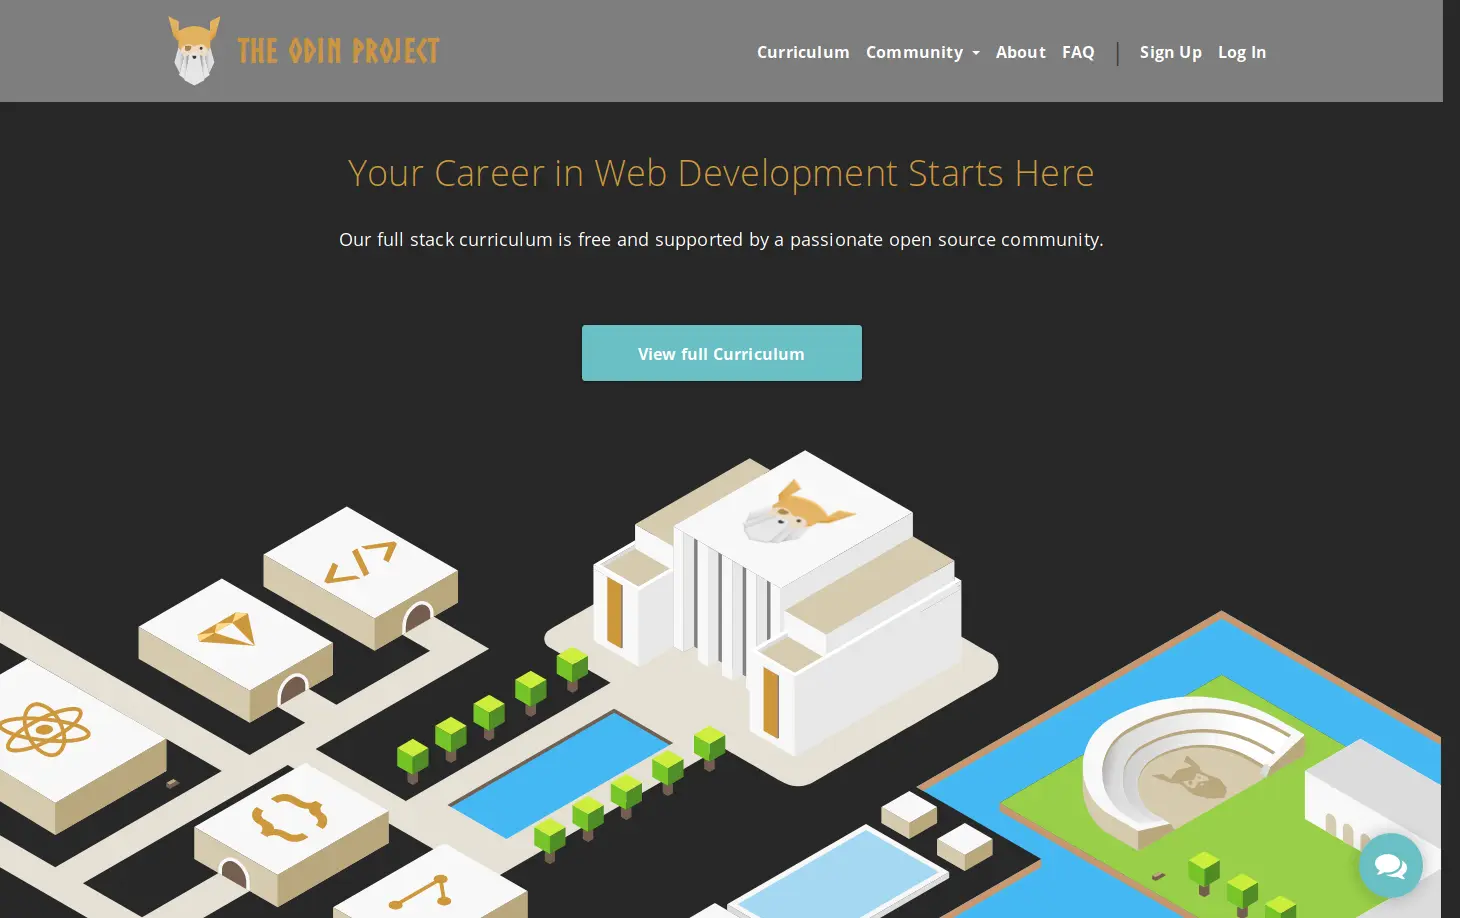 THE ODIN PROJECT
Curriculum Community About FAQ | Sign Up Log In
Your Career in Web Development Starts Here
Our full stack curriculum is free and supported by a passionate open source community.
View full Curriculum